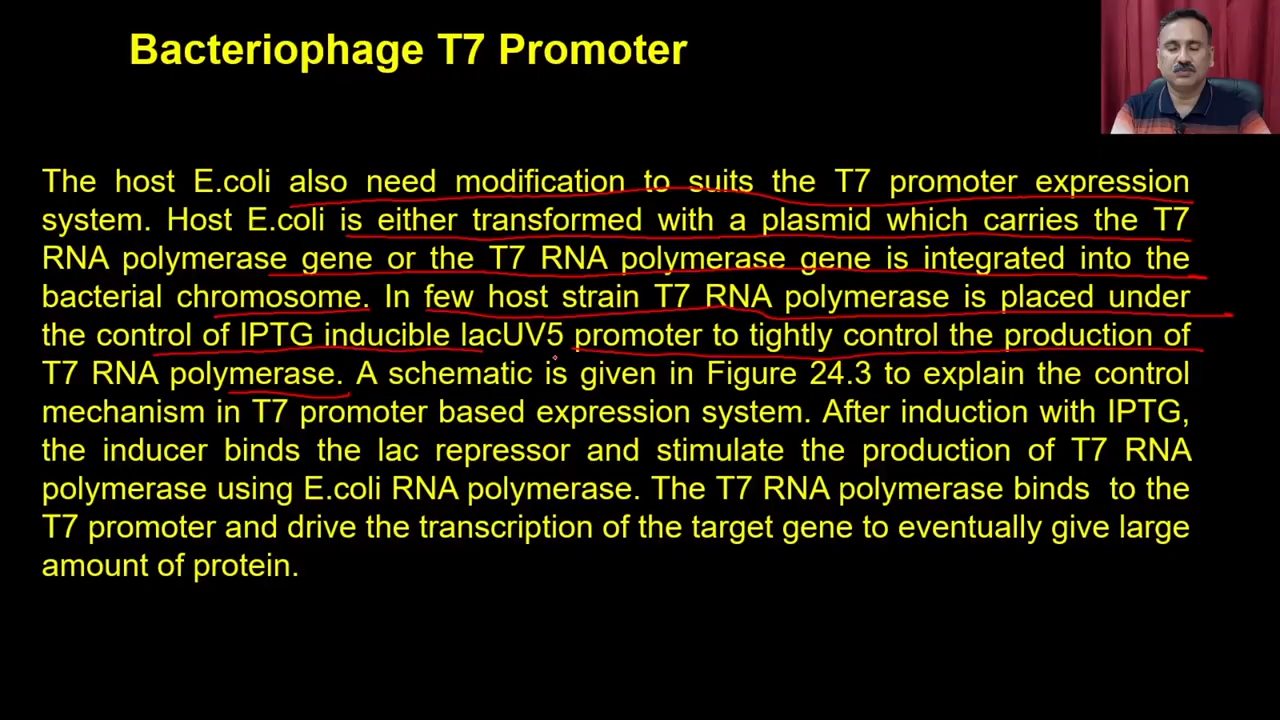 Bacteriophage T7 Promoter
The host E.coli also need modification to suits the T7 promoter expression
system. Host E.coli is either transformed with a plasmid which carries the T7
RNA polymerase gene or the T7 RNA polymerase gene is integrated into the
bacterial chromosome. In few host strain T7 RNA polymerase is placed under
the control of IPTG inducible lacUV5 promoter to tightly control the production of
T7 RNA polymerase. A schematic is given in Figure 24.3 to explain the control
mechanism in T7 promoter based expression system. After induction with IPTG,
the inducer binds the lac repressor and stimulate the production of T7 RNA
polymerase using E.coli RNA polymerase. The T7 RNA polymerase binds to the
T7 promoter and drive the transcription of the target gene to eventually give large
amount of protein.